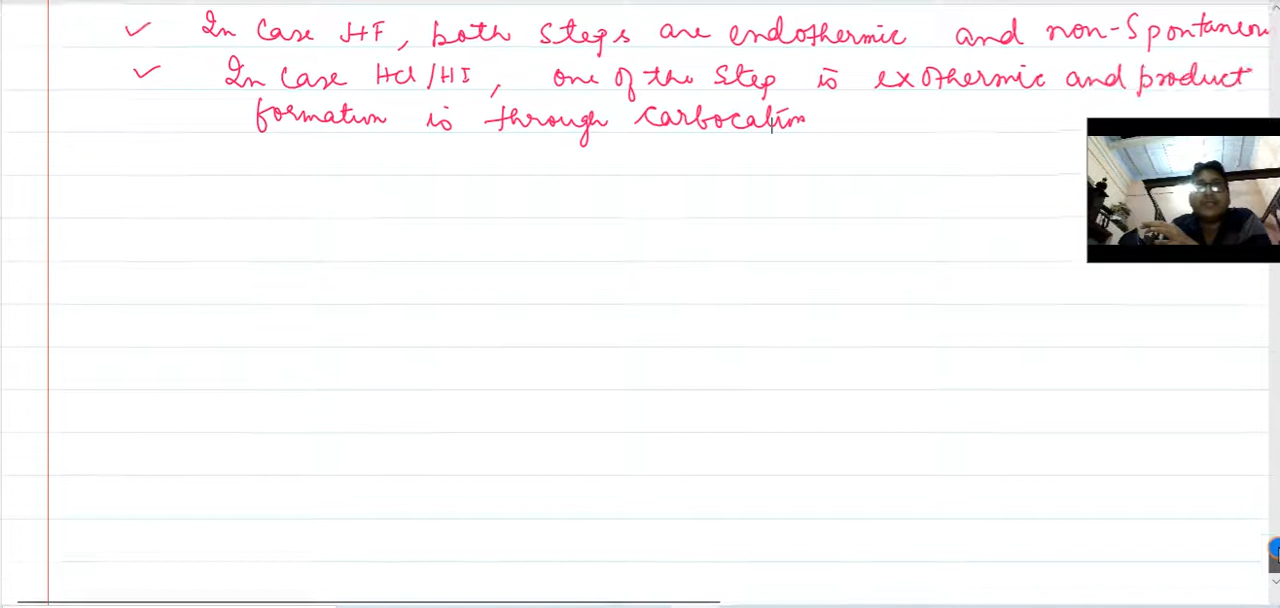 ✓ In case HF, both steps are endothermic and non-Spontaneou
✓ In case HCl/HI, one of the step is exothermic and product
formation is through carbocation